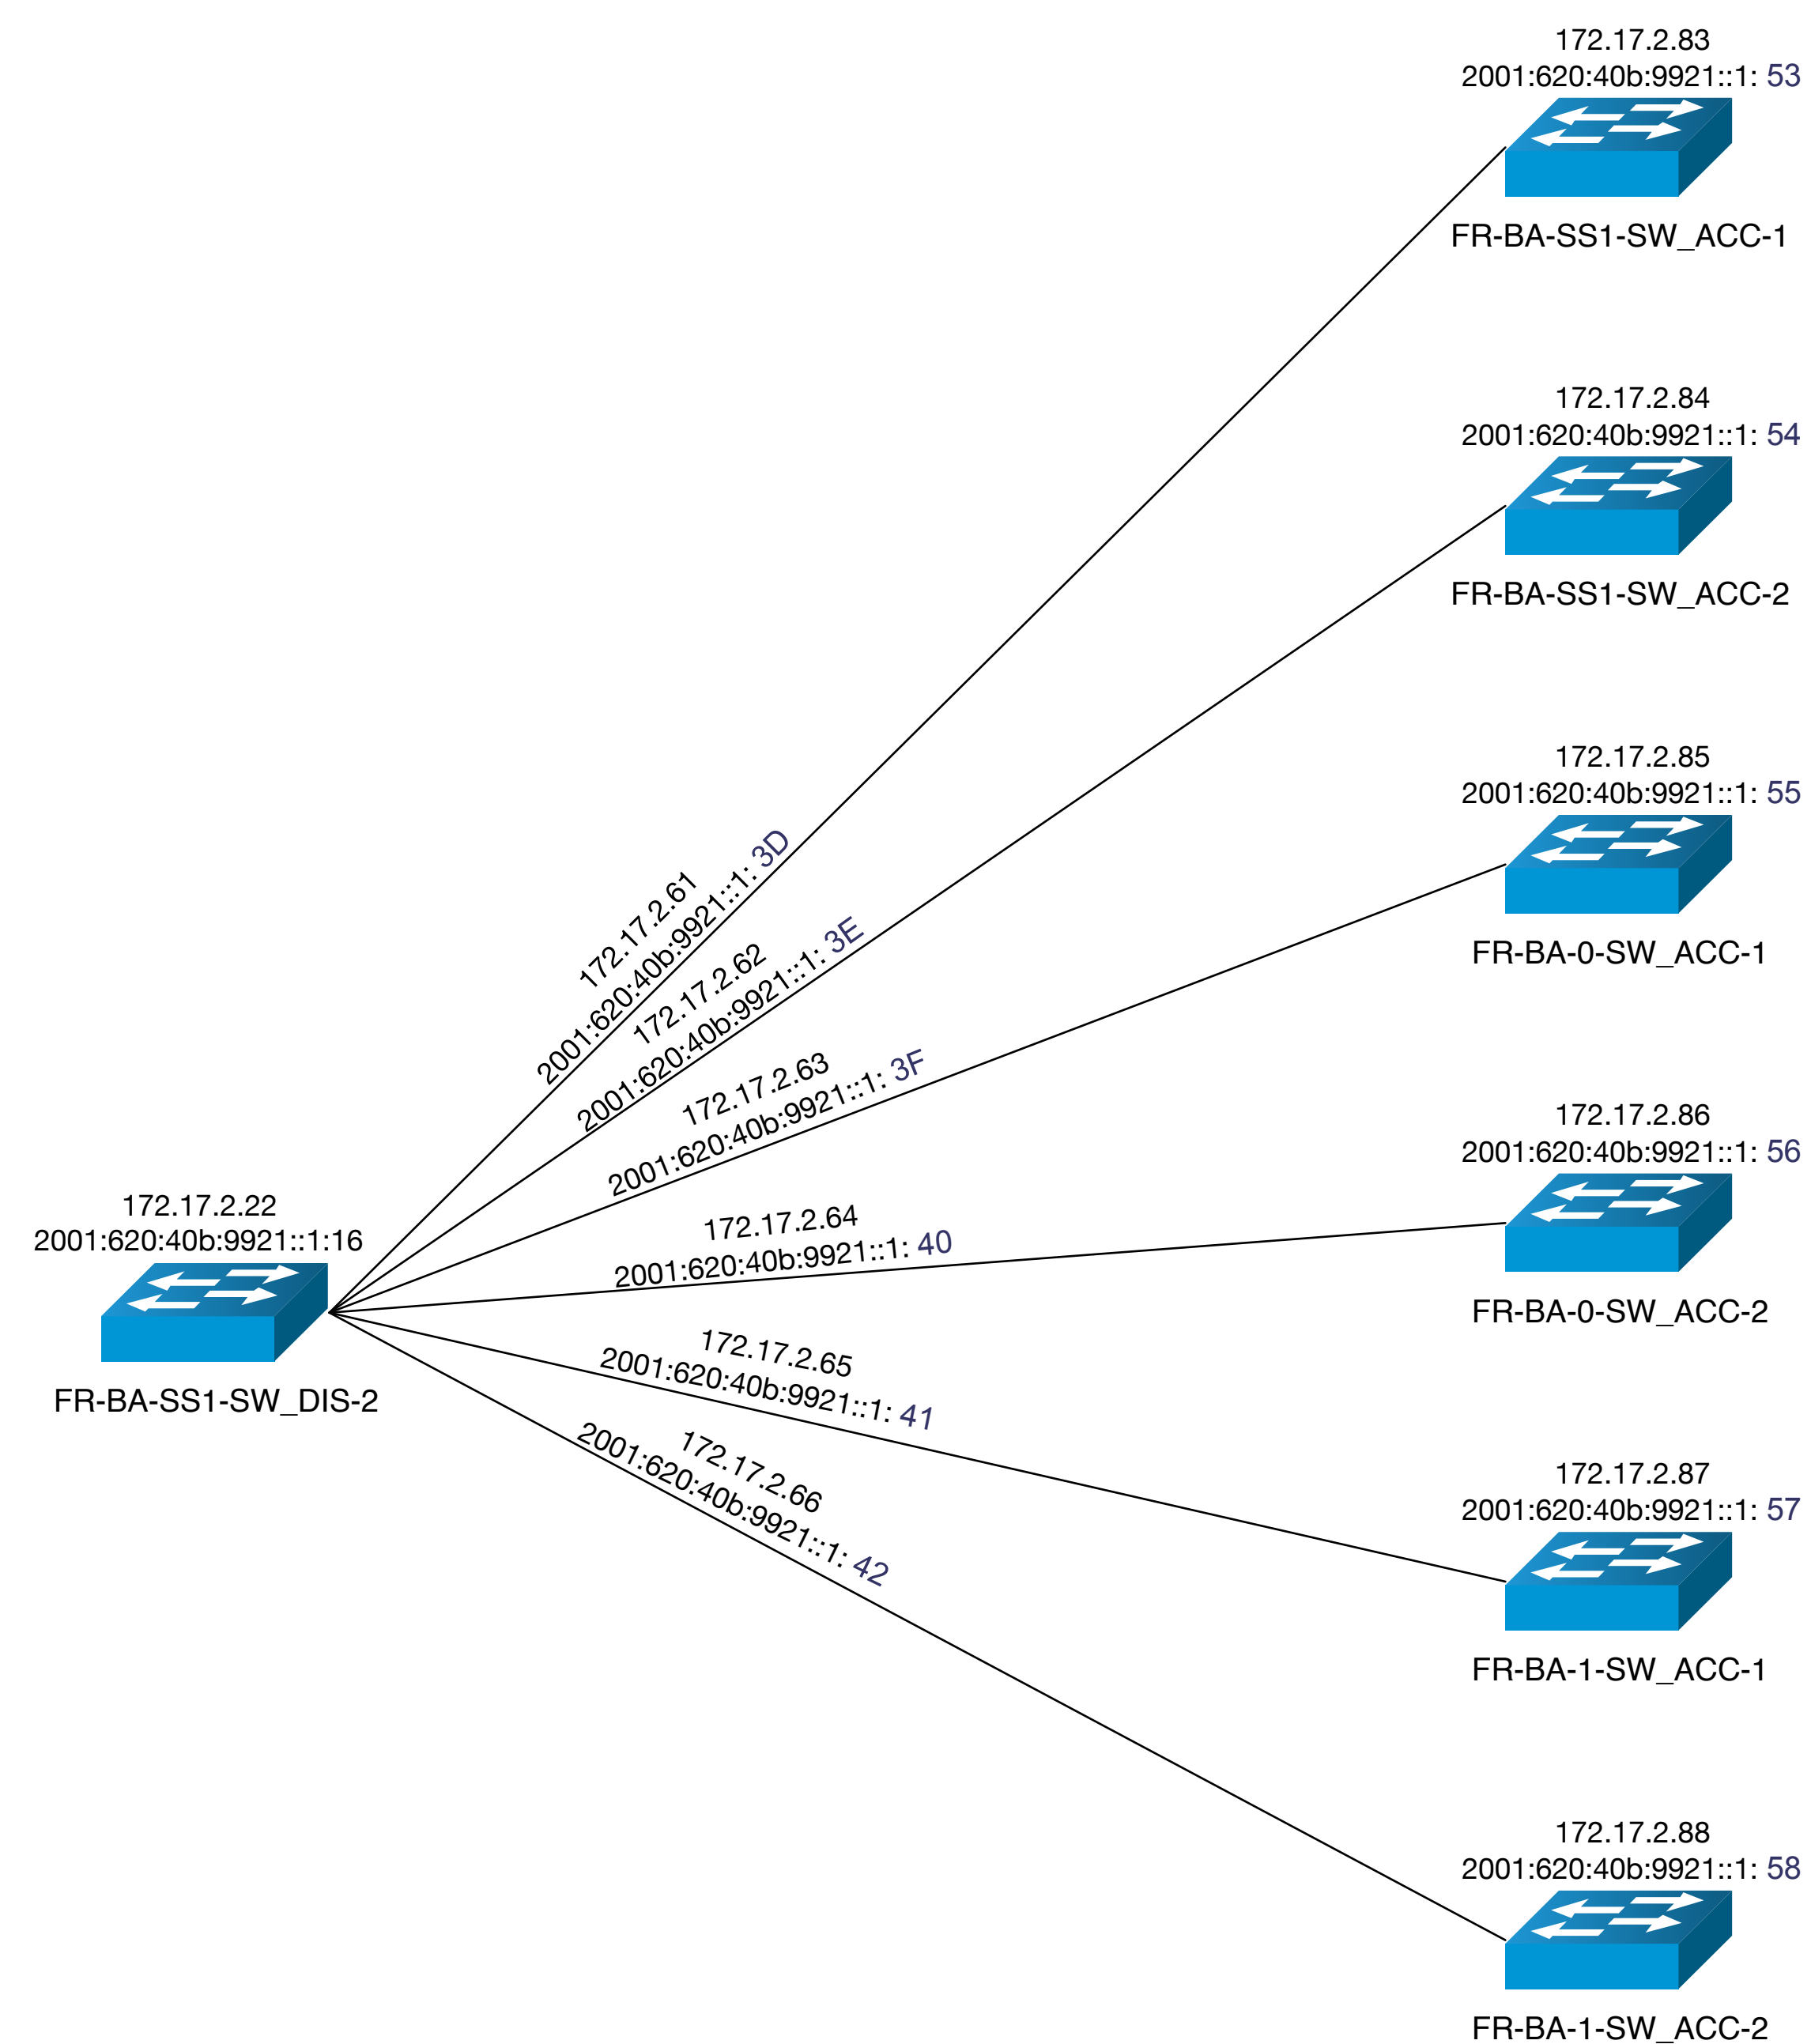 172.17.2.83
2001:620:40b:9921::1: 53
FR-BA-SS1-SW_ACC-1
172.17.2.84
2001:620:40b:9921::1: 54
FR-BA-SS1-SW_ACC-2
172.17.2.85
2001:620:40b:9921::1: 55
FR-BA-0-SW_ACC-1
172.17.2.61
2001:620:40b:9921::1: 3D
172.17.2.62
2001:620:40b:9921::1: 3E
172.17.2.63
2001:620:40b:9921::1: 3F
172.17.2.86
2001:620:40b:9921::1: 56
FR-BA-0-SW_ACC-2
172.17.2.22
2001:620:40b:9921::1:16
FR-BA-SS1-SW_DIS-2
172.17.2.64
2001:620:40b:9921::1: 40
172.17.2.65
2001:620:40b:9921::1: 41
172.17.2.66
2001:620:40b:9921::1: 42
172.17.2.87
2001:620:40b:9921::1: 57
FR-BA-1-SW_ACC-1
172.17.2.88
2001:620:40b:9921::1: 58
FR-BA-1-SW_ACC-2